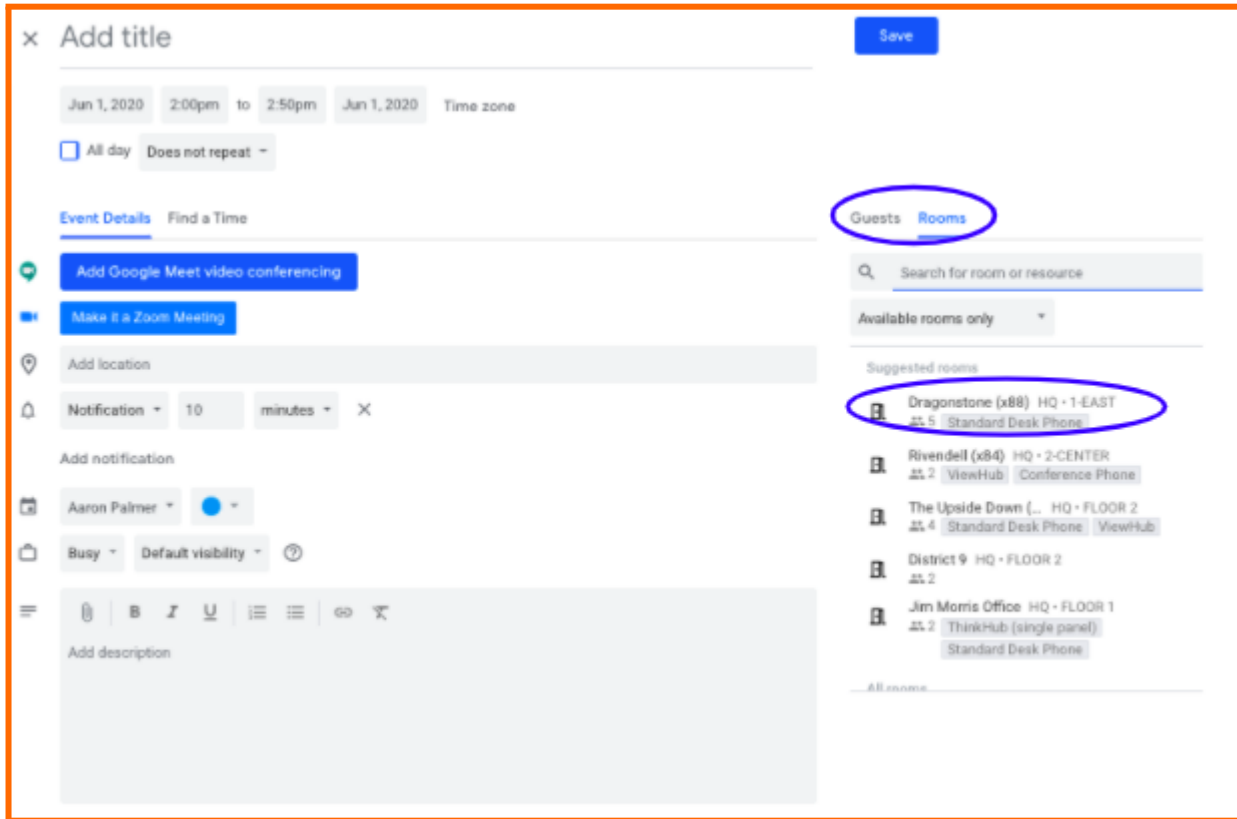 × Add title
Save
Jun 1, 2020 2:00pm to 2:50pm Jun 1, 2020 Time zone
All day Does not repeat
Event Details Find a Time
Guests Rooms
Add Google Meet video conferencing
Search for room or resource
Make it a Zoom Meeting
Available rooms only
Add location
Suggested rooms
Notification 10 minutes ×
Dragonstone (x88) HQ • 1-EAST
5 Standard Desk Phone
Add notification
Rivendell (x84) HQ • 2-CENTER
2 ViewHub Conference Phone
Aaron Palmer
The Upside Down (... HQ • FLOOR 2
4 Standard Desk Phone ViewHub
Busy Default visibility ?
District 9 HQ • FLOOR 2
2
B I U
Jim Morris Office HQ • FLOOR 1
2 ThinkHub (single panel)
Standard Desk Phone
Add description
All rooms